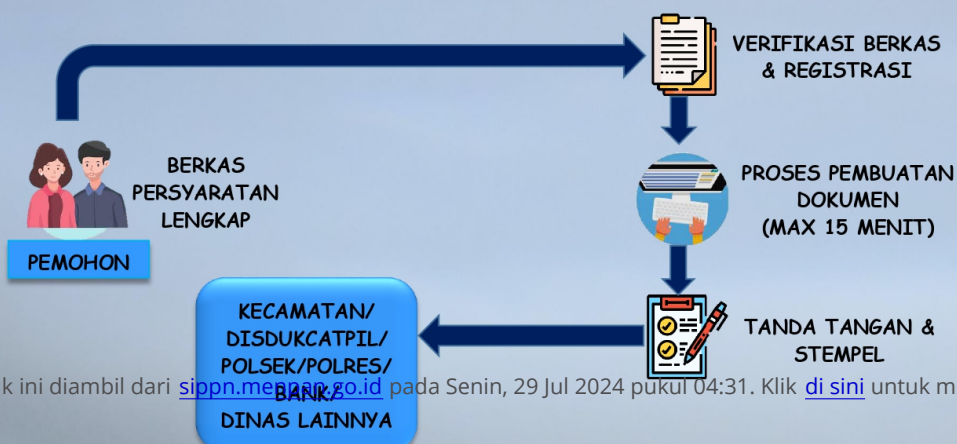 VERIFIKASI BERKAS
& REGISTRASI
BERKAS
PERSYARATAN
LENGKAP
PEMOHON
PROSES PEMBUATAN
DOKUMEN
(MAX 15 MENIT)
KECAMATAN/
DISDUKCATPIL/
POLSEK/POLRES/
BANK/
DINAS LAINNYA
TANDA TANGAN &
STEMPEL
k ini diambil dari sippn.menpan.go.id pada Senin, 29 Jul 2024 pukul 04:31. Klik di sini untuk m